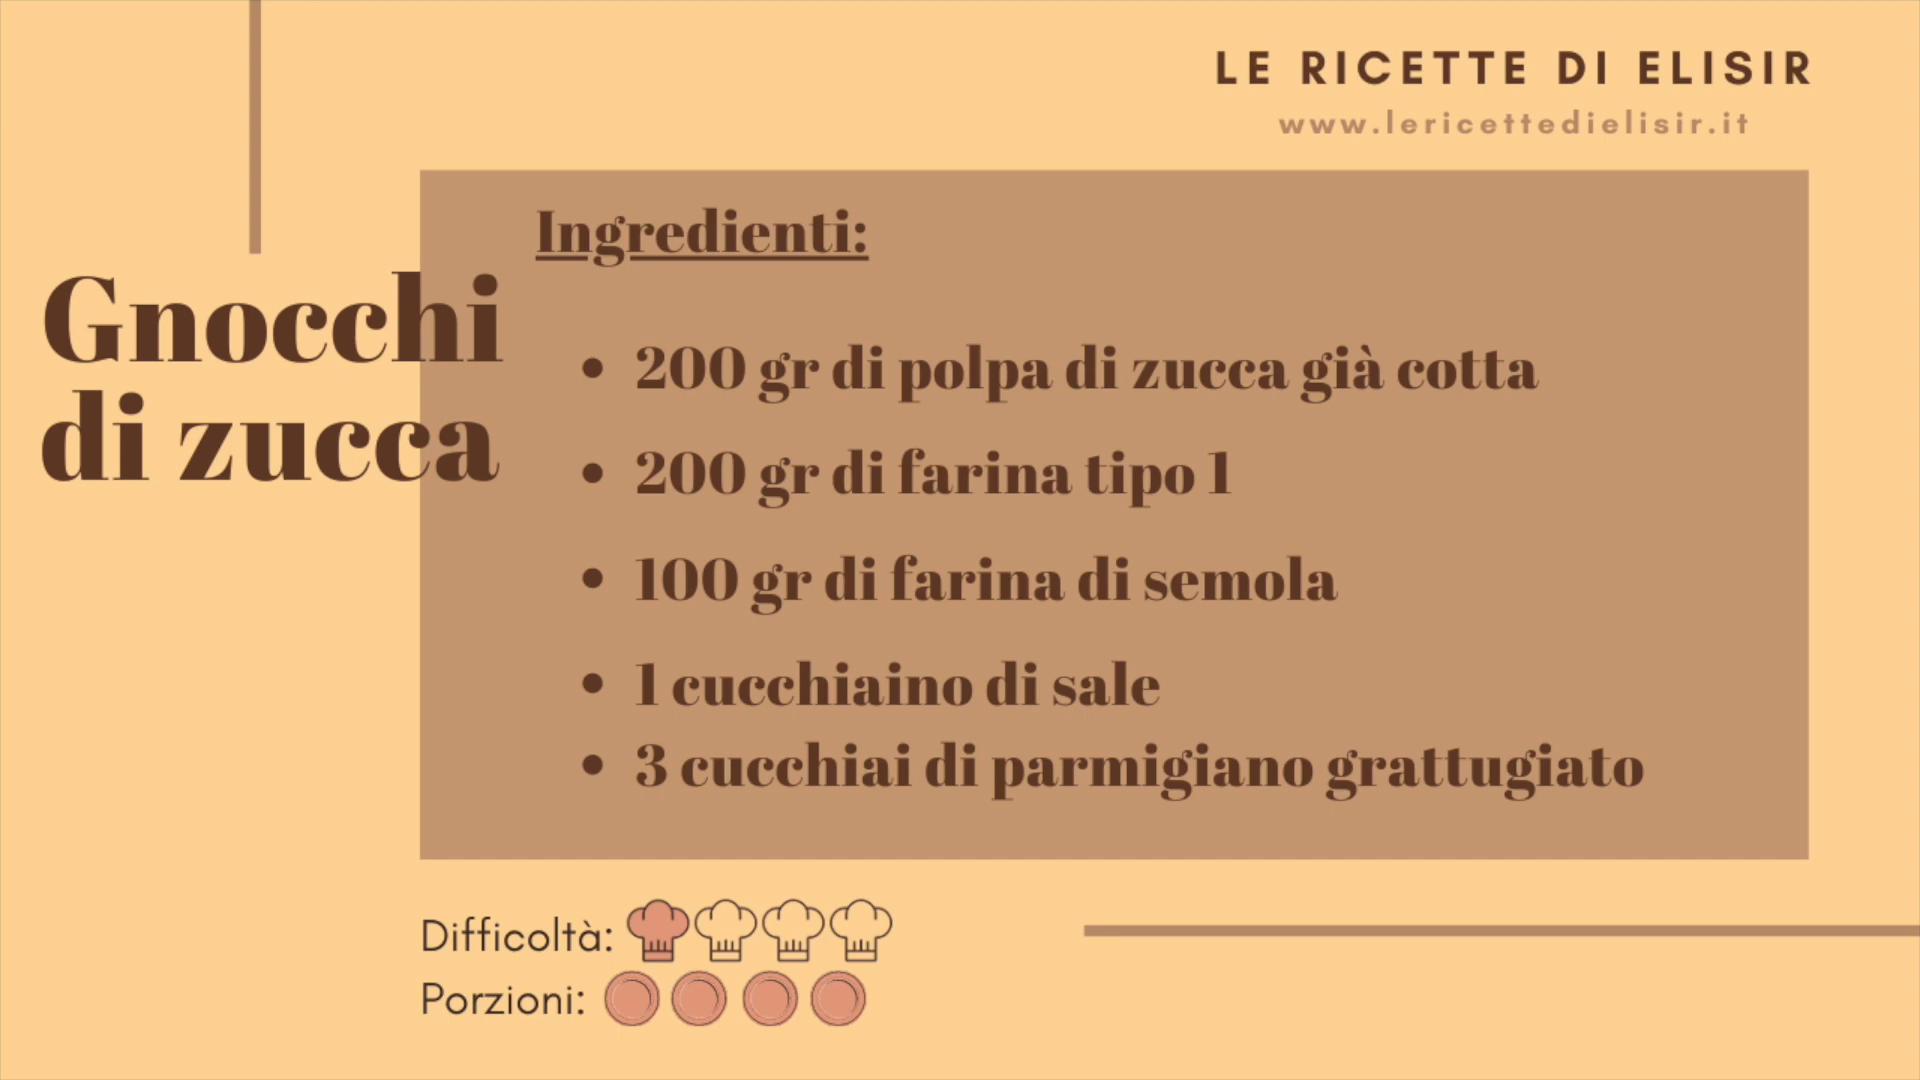 LE RICETTE DI ELISIR
www.lericettedielisir.it
Gnocchi
di zucca
Ingredienti:
• 200 gr di polpa di zucca già cotta
• 200 gr di farina tipo 1
• 100 gr di farina di semola
• 1 cucchiaino di sale
• 3 cucchiai di parmigiano grattugiato
Difficoltà:
Porzioni: